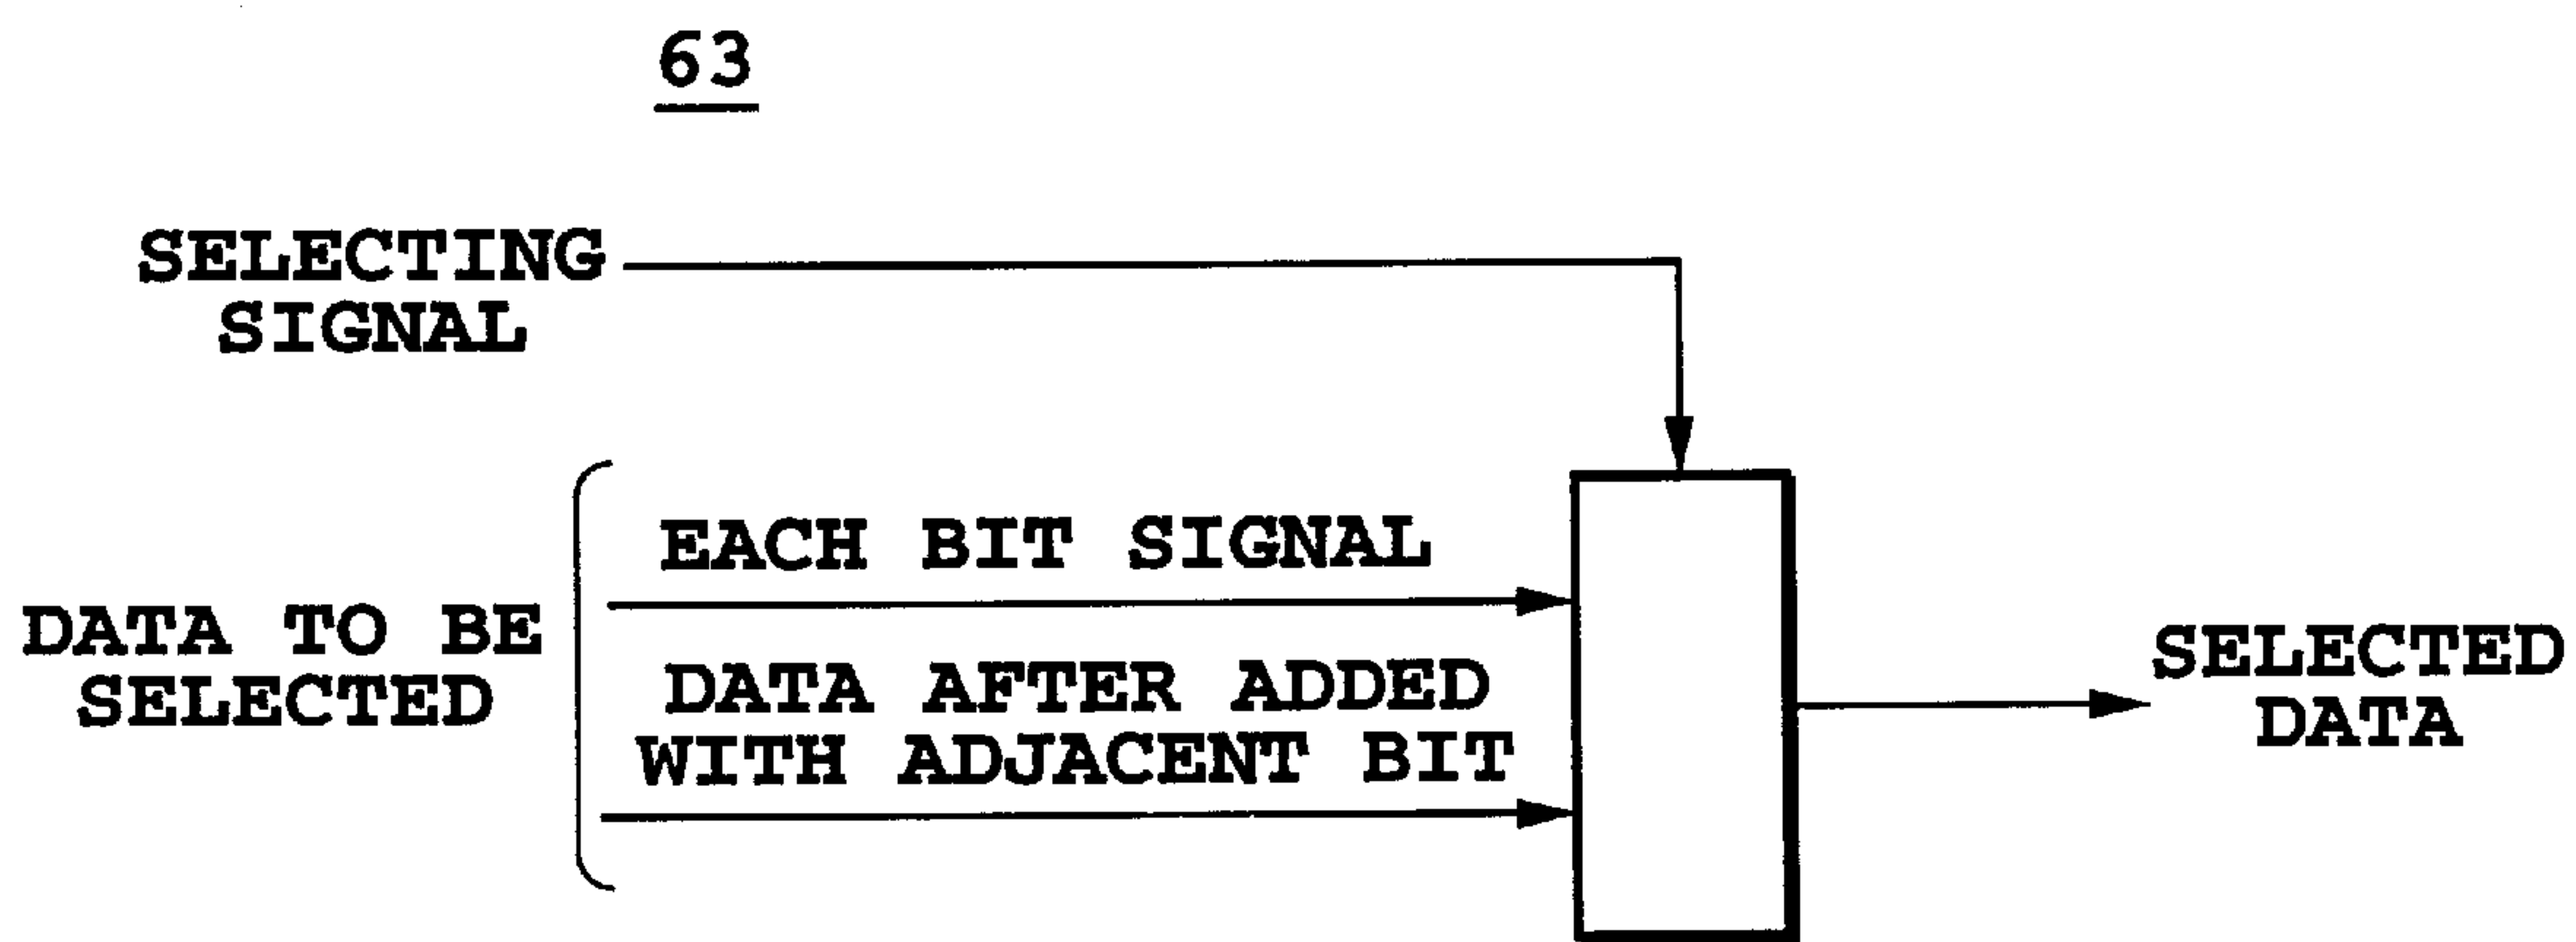 63
SELECTING
SIGNAL
EACH BIT SIGNAL
DATA TO BE
SELECTED
DATA AFTER ADDED
WITH ADJACENT BIT
SELECTED
DATA